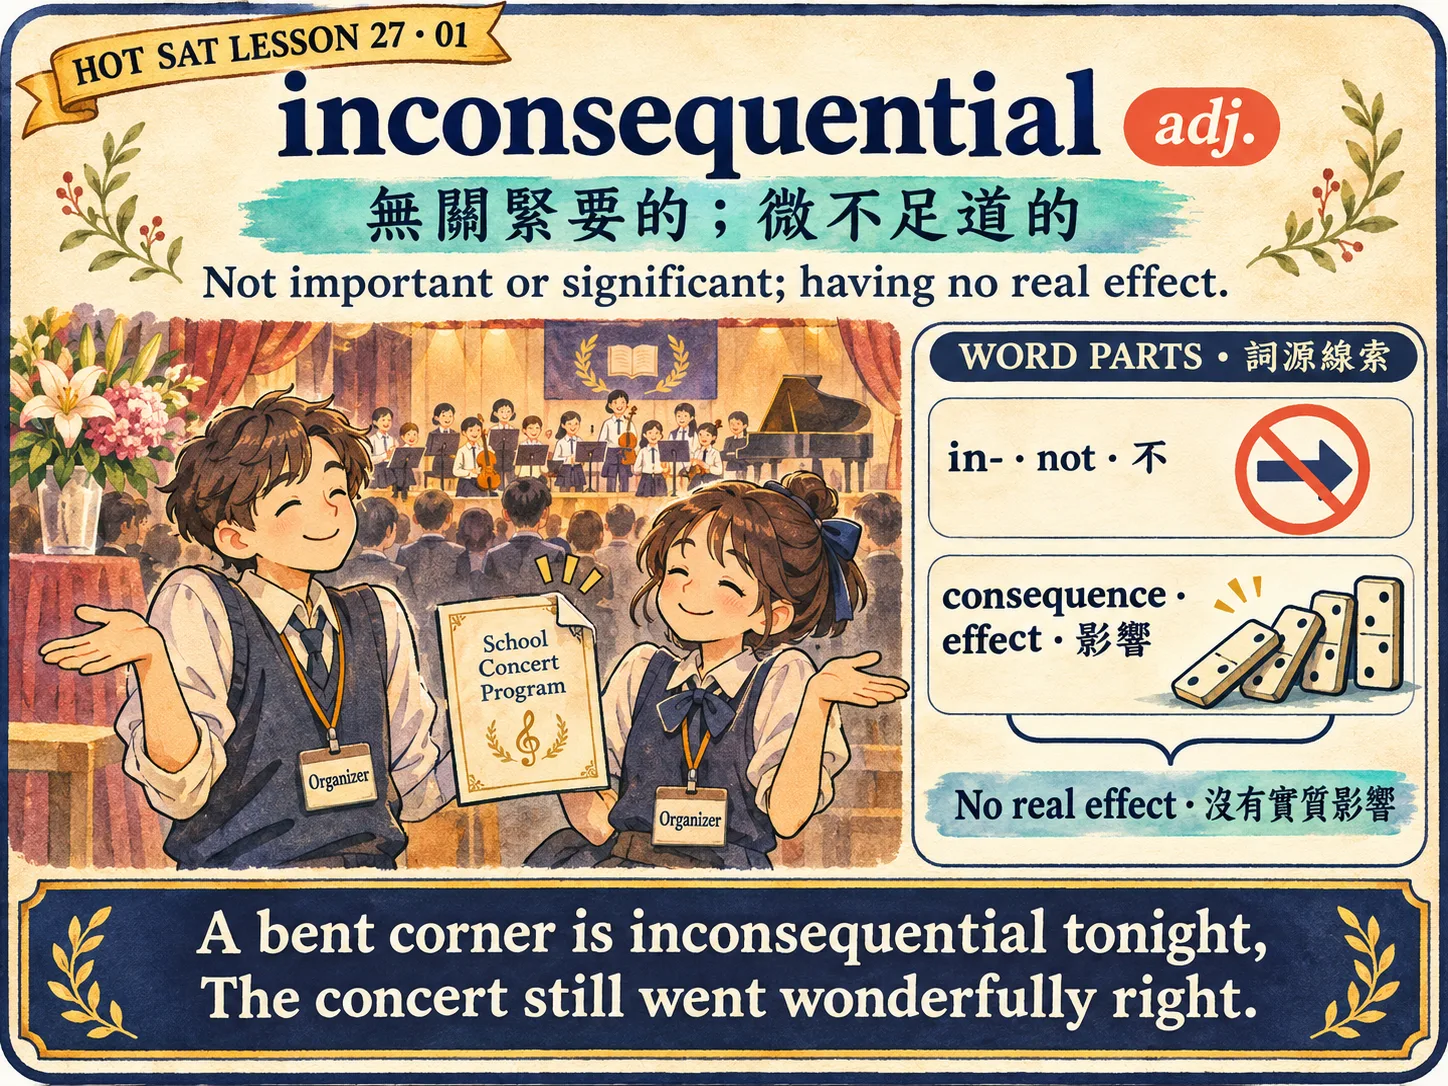 HOT SAT LESSON 27 · 01
inconsequential adj.
無關緊要的；微不足道的
Not important or significant; having no real effect.
WORD PARTS · 詞源線索
in- · not · 不
consequence ·
effect · 影響
No real effect · 沒有實質影響
School
Concert
Program
Organizer
Organizer
A bent corner is inconsequential tonight,
The concert still went wonderfully right.